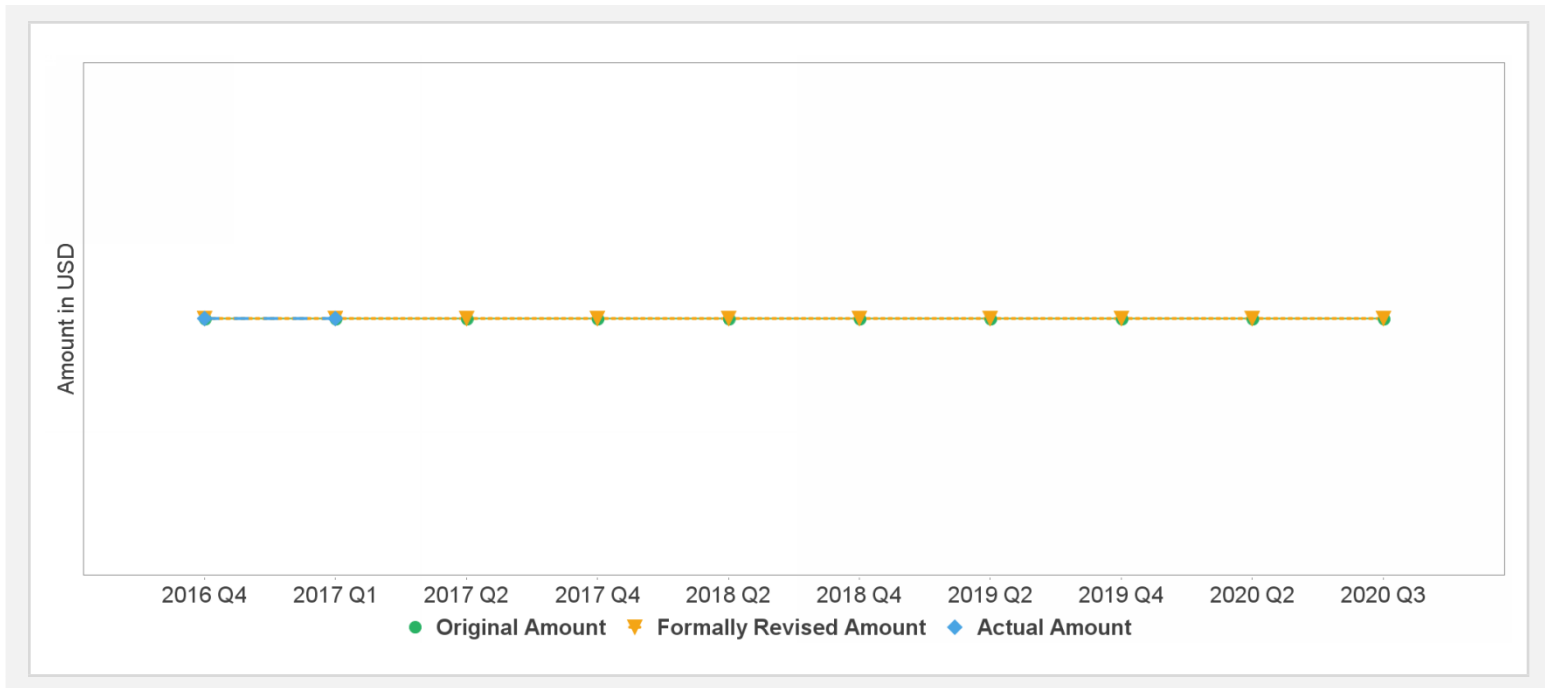 Amount in USD
2016 Q4 2017 Q1 2017 Q2 2017 Q4 2018 Q2 2018 Q4 2019 Q2 2019 Q4 2020 Q2 2020 Q3
Original Amount Formally Revised Amount Actual Amount